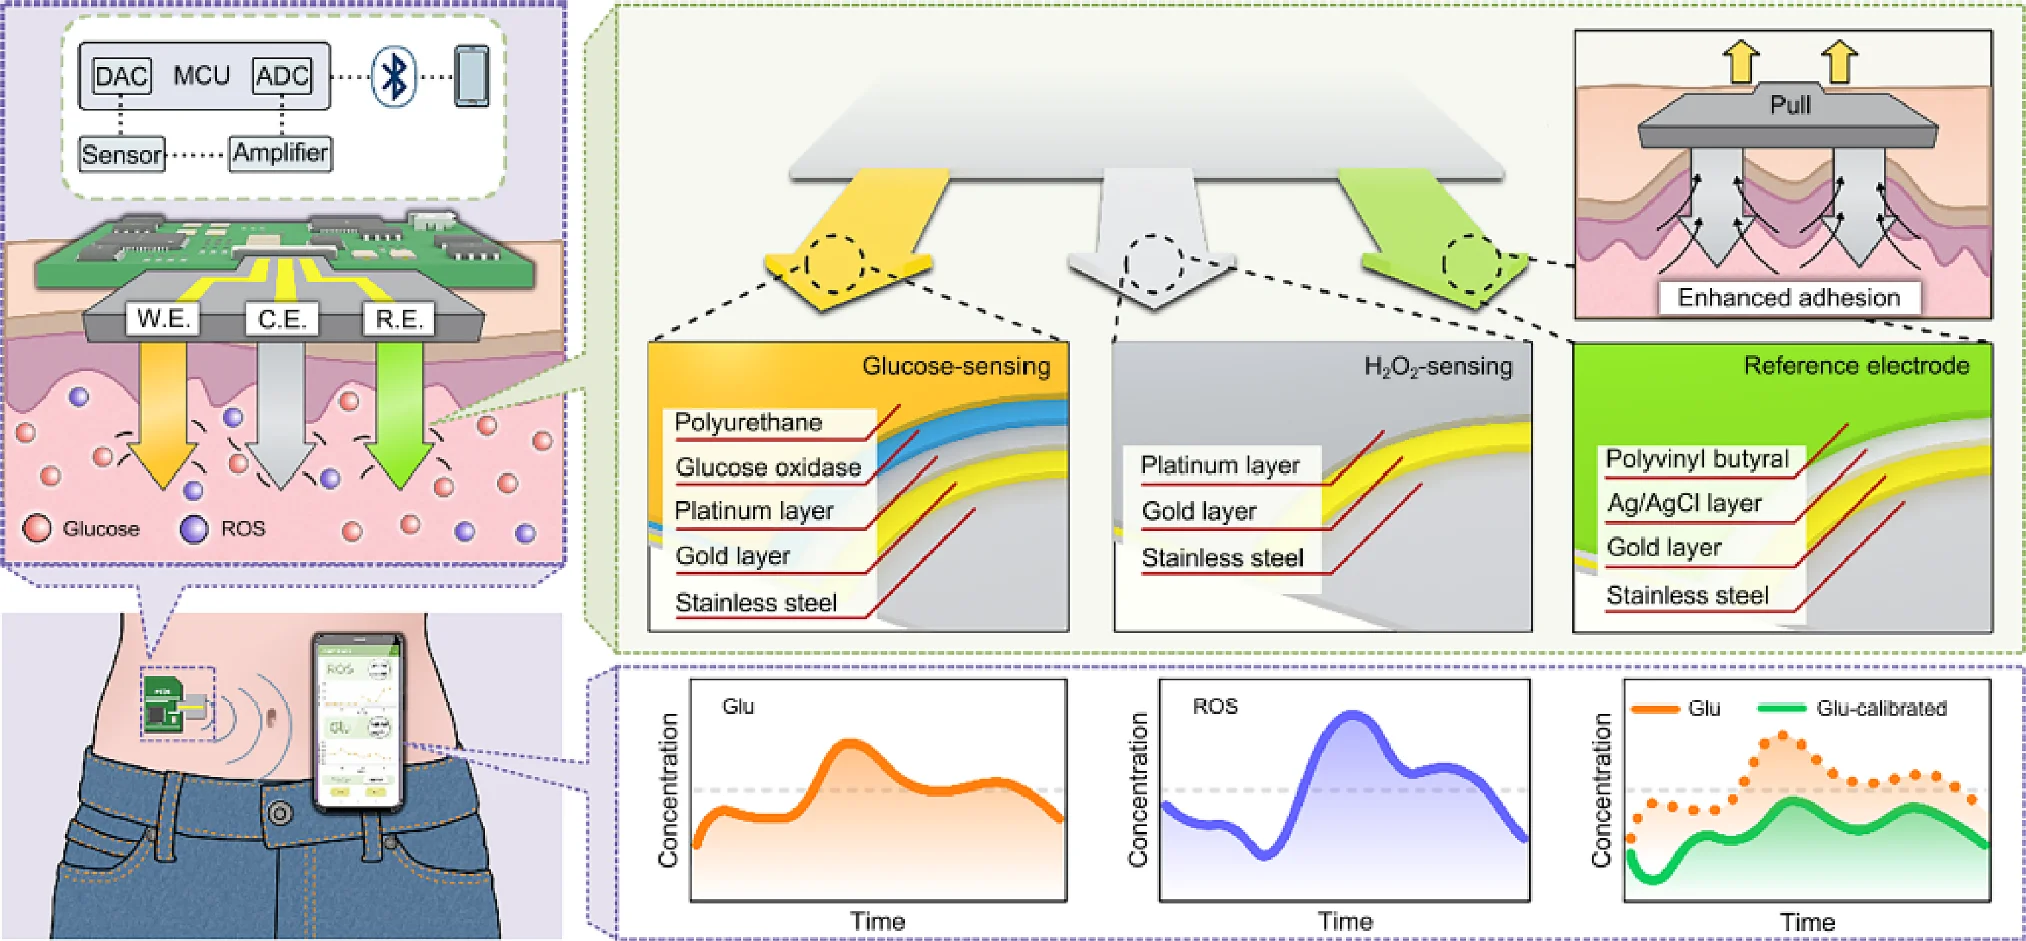 DAC MCU ADC
Sensor Amplifier
W.E. C.E. R.E.
Glucose ROS
Pull
Enhanced adhesion
Glucose-sensing
Polyurethane
Glucose oxidase
Platinum layer
Gold layer
Stainless steel
H₂O₂-sensing
Platinum layer
Gold layer
Stainless steel
Reference electrode
Polyvinyl butyral
Ag/AgCl layer
Gold layer
Stainless steel
ROS
Glu
Glu
Concentration
Time
ROS
Concentration
Time
Glu Glu-calibrated
Concentration
Time